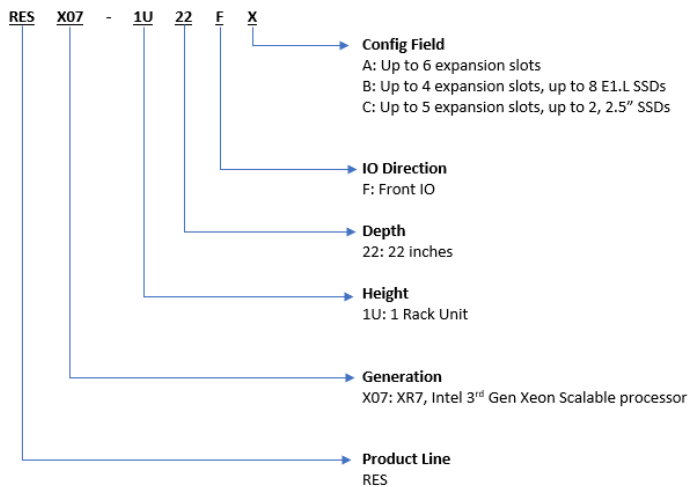 RES X07 - 1U 22 F X
Config Field
A: Up to 6 expansion slots
B: Up to 4 expansion slots, up to 8 E1.L SSDs
C: Up to 5 expansion slots, up to 2, 2.5” SSDs
IO Direction
F: Front IO
Depth
22: 22 inches
Height
1U: 1 Rack Unit
Generation
X07: XR7, Intel 3rd Gen Xeon Scalable processor
Product Line
RES